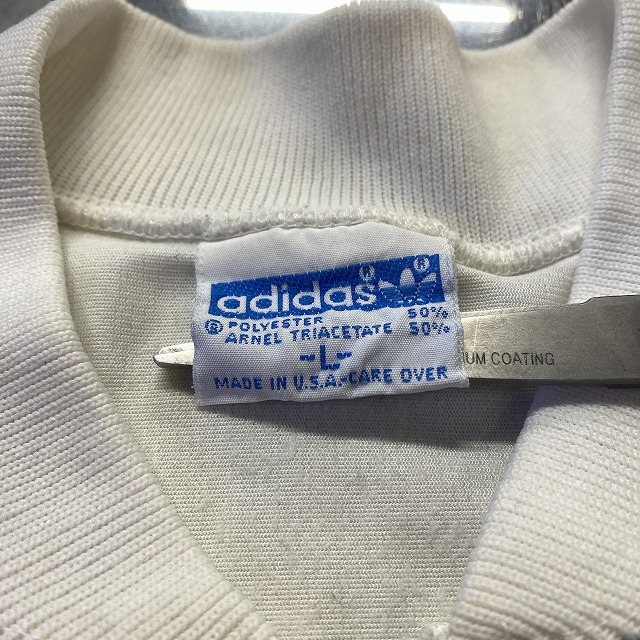 adidas®®
POLYESTER 50%
® ARNEL TRIACETATE 50%
-L-
MADE IN U.S.A.-CARE OVER
UM COATING